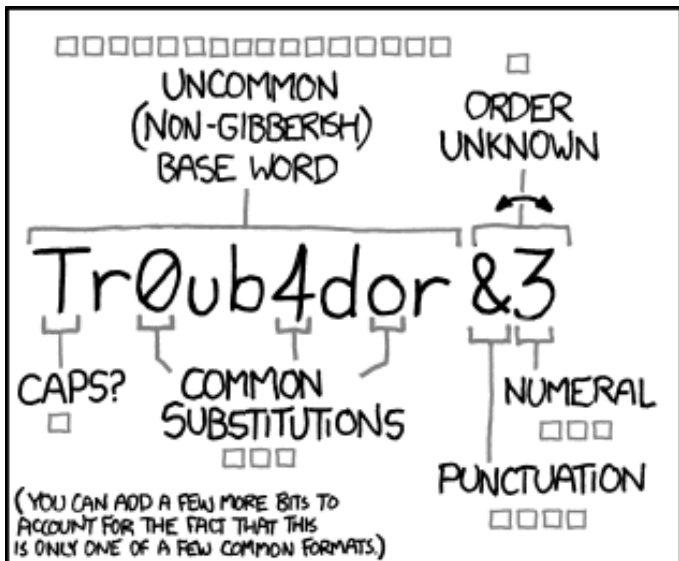 UNCOMMON
(NON-GIBBERISH)
BASE WORD
ORDER
UNKNOWN
Tr0ub4dor &3
CAPS?
COMMON
SUBSTITUTIONS
NUMERAL
PUNCTUATION
(YOU CAN ADD A FEW MORE BITS TO
ACCOUNT FOR THE FACT THAT THIS
IS ONLY ONE OF A FEW COMMON FORMATS.)